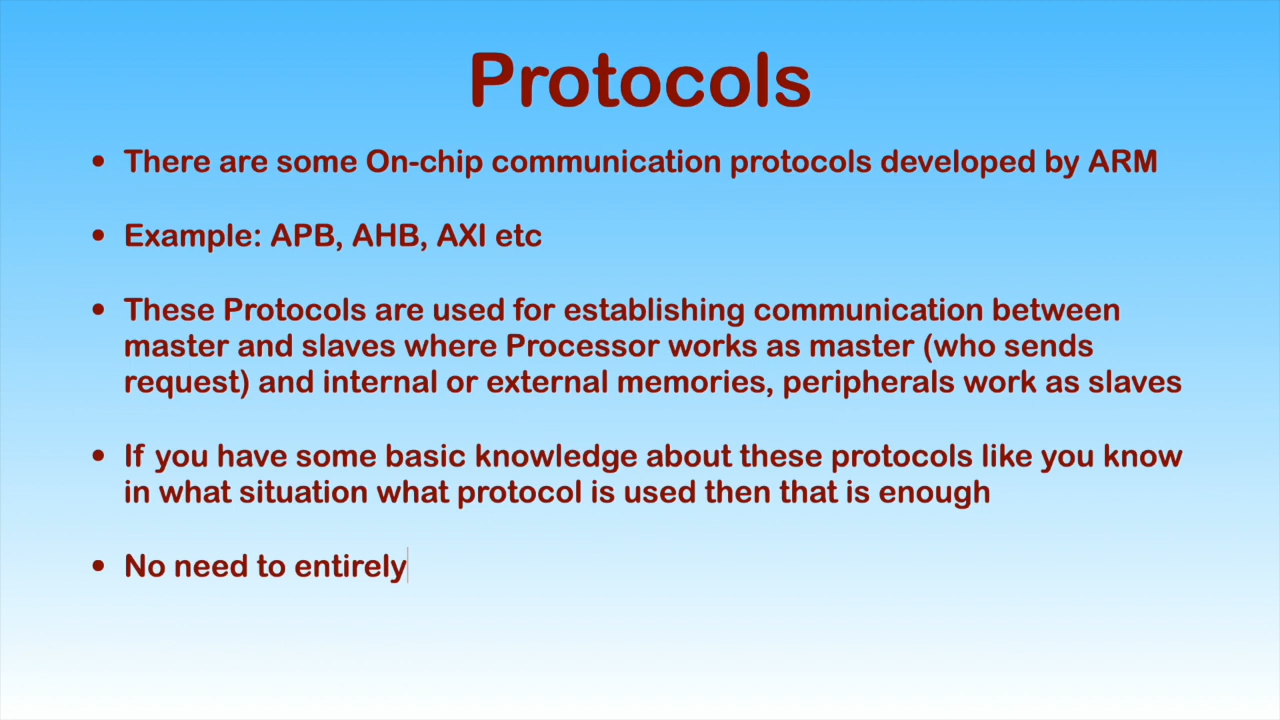 Protocols
• There are some On-chip communication protocols developed by ARM
• Example: APB, AHB, AXI etc
• These Protocols are used for establishing communication between
master and slaves where Processor works as master (who sends
request) and internal or external memories, peripherals work as slaves
• If you have some basic knowledge about these protocols like you know
in what situation what protocol is used then that is enough
• No need to entirely